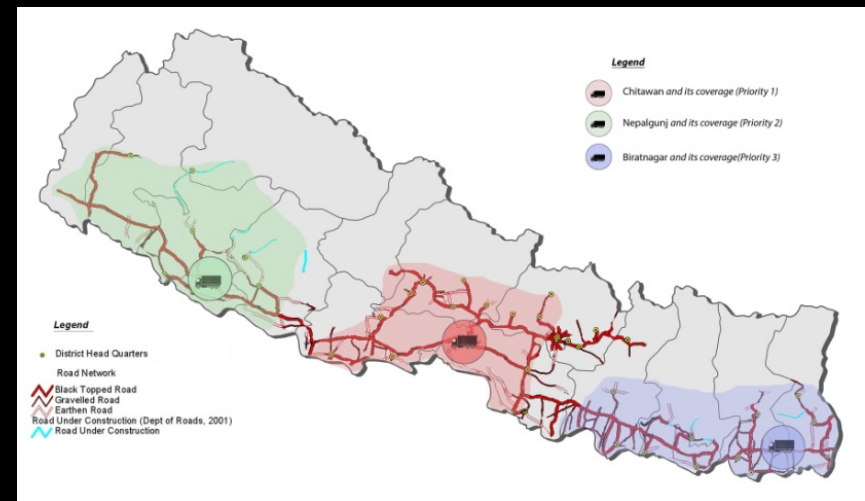 Legend
Chitawan and its coverage (Priority 1)
Nepalgunj and its coverage (Priority 2)
Biratnagar and its coverage(Priority 3)
Legend
District Head Quarters
Road Network
Black Topped Road
Gravelled Road
Earthen Road
Road Under Construction (Dept of Roads, 2001)
Road Under Construction